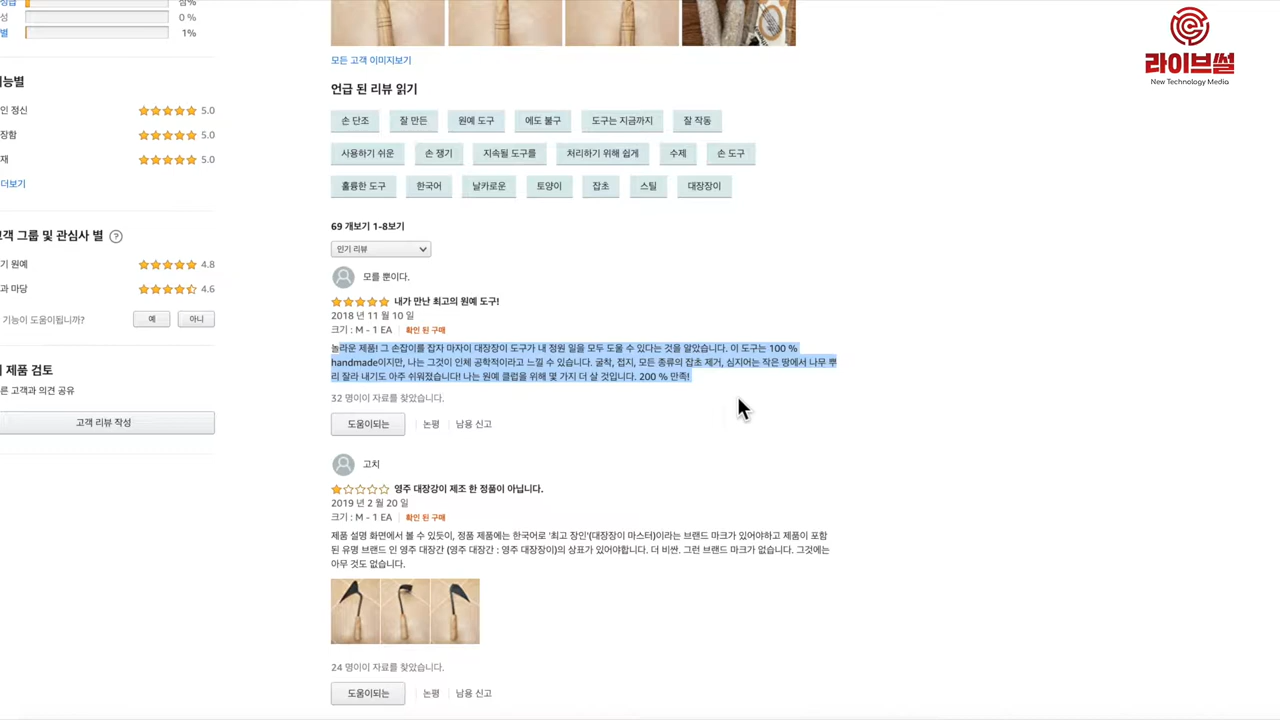 라이브썰
New Technology Media
0 %
별
1%
모든 고객 이미지보기
언급 된 리뷰 읽기
손 단조 잘 만든 원예 도구 에도 불구 도구는 지금까지 잘 작동
사용하기 쉬운 손 쟁기 지속될 도구를 처리하기 위해 쉽게 수제 손 도구
훌륭한 도구 한국어 날카로운 토양이 잡초 스틸 대장장이
능별
인 정신 5.0
장함 5.0
재 5.0
더보기
고객 그룹 및 관심사 별 ?
기 원예 4.8
과 마당 4.6
기능이 도움이됩니까? 예 아니
제품 검토
른 고객과 의견 공유
고객 리뷰 작성
69 개보기 1-8보기
인기 리뷰
모를 뿐이다.
내가 만난 최고의 원예 도구!
2018 년 11 월 10 일
크기 : M - 1 EA 확인 된 구매
놀라운 제품! 그 손잡이를 잡자 마자이 대장장이 도구가 내 정원 일을 모두 도울 수 있다는 것을 알았습니다. 이 도구는 100 %
handmade이지만, 나는 그것이 인체 공학적이라고 느낄 수 있습니다. 굴착, 접지, 모든 종류의 잡초 제거, 심지어는 작은 땅에서 나무 뿌
리 잘라 내기도 아주 쉬워졌습니다! 나는 원예 클럽을 위해 몇 가지 더 살 것입니다. 200 % 만족!
32 명이이 자료를 찾았습니다.
도움이되는 논평 남용 신고
고치
영주 대장강이 제조 한 정품이 아닙니다.
2019 년 2 월 20 일
크기 : M - 1 EA 확인 된 구매
제품 설명 화면에서 볼 수 있듯이, 정품 제품에는 한국어로 '최고 장인'(대장장이 마스터)이라는 브랜드 마크가 있어야하고 제품이 포함
된 유명 브랜드 인 영주 대장간 (영주 대장간 : 영주 대장장이)의 상표가 있어야합니다. 더 비싼. 그런 브랜드 마크가 없습니다. 그것에는
아무 것도 없습니다.
24 명이이 자료를 찾았습니다.
도움이되는 논평 남용 신고